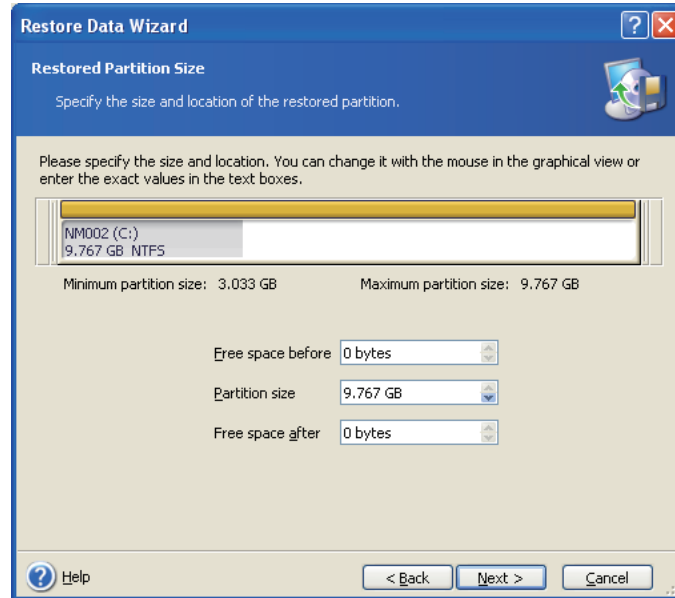 Restore Data Wizard
Restored Partition Size
Specify the size and location of the restored partition.
Please specify the size and location. You can change it with the mouse in the graphical view or
enter the exact values in the text boxes.
NM002 (C:)
9.767 GB NTFS
Minimum partition size: 3.033 GB Maximum partition size: 9.767 GB
Free space before 0 bytes
Partition size 9.767 GB
Free space after 0 bytes
Help < Back Next > Cancel